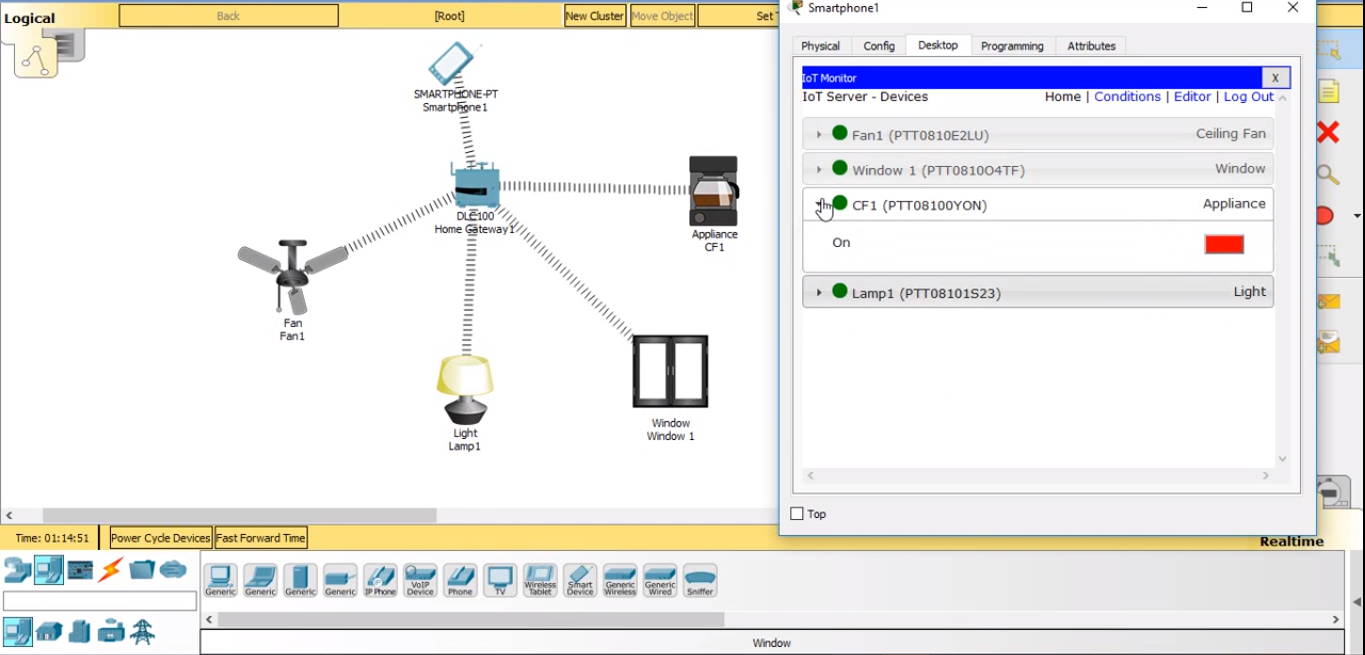 Logical
Back
[Root]
New Cluster
Move Object
Set T
SMARTPHONE-PT
Smartphone1
DLC100
Home Gateway1
Appliance
CF1
Fan
Fan1
Light
Lamp1
Window
Window 1
Smartphone1
Physical
Config
Desktop
Programming
Attributes
IoT Monitor
X
IoT Server - Devices
Home | Conditions | Editor | Log Out
Fan1 (PTT0810E2LU)
Ceiling Fan
Window 1 (PTT0810O4TF)
Window
CF1 (PTT08100YON)
Appliance
On
Lamp1 (PTT08101S23)
Light
Top
Time: 01:14:51
Power Cycle Devices
Fast Forward Time
Realtime
Generic
Generic
Generic
Generic
IP Phone
VoIP
Device
Phone
TV
Wireless
Tablet
Smart
Device
Generic
Wireless
Generic
Wired
Sniffer
Window